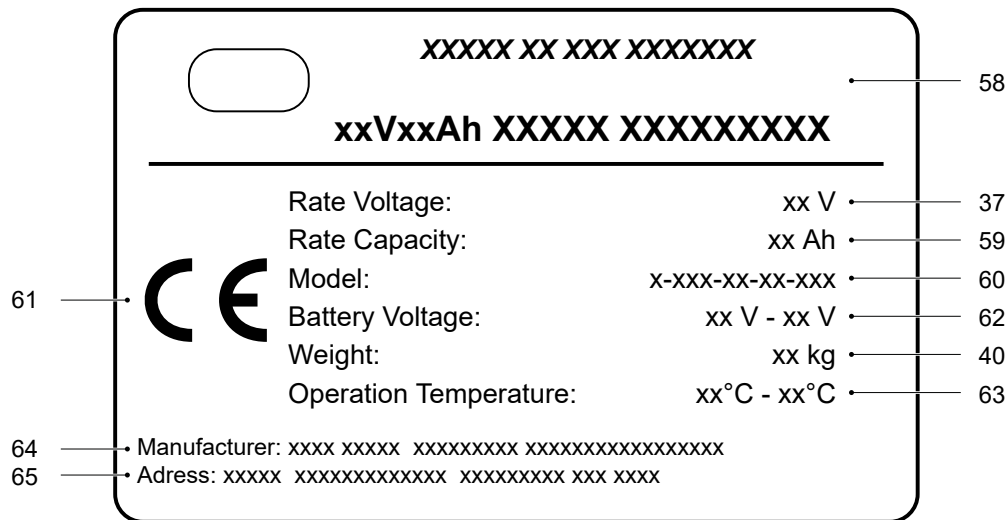 XXXXX XX XXX XXXXXXX
58
xxVxxAh XXXXX XXXXXXXXX
Rate Voltage: xx V 37
Rate Capacity: xx Ah 59
Model: x-xxx-xx-xx-xxx 60
61 CE Battery Voltage: xx V - xx V 62
Weight: xx kg 40
Operation Temperature: xx°C - xx°C 63
64 Manufacturer: xxxx xxxxx xxxxxxxxx xxxxxxxxxxxxxxxxx
65 Adress: xxxxx xxxxxxxxxxxxx xxxxxxxxx xxx xxxx